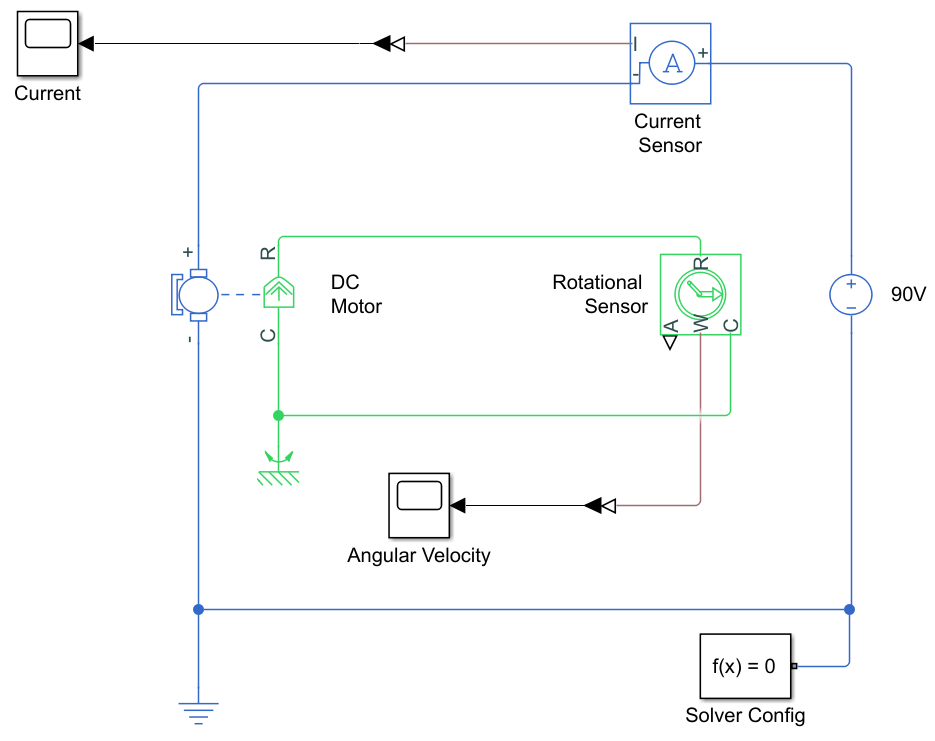 I
+
-
A
Current
Current
Sensor
+
R
DC
Motor
Rotational
Sensor
R
+
-
90V
A
W
C
C
-
Angular Velocity
f(x) = 0
Solver Config